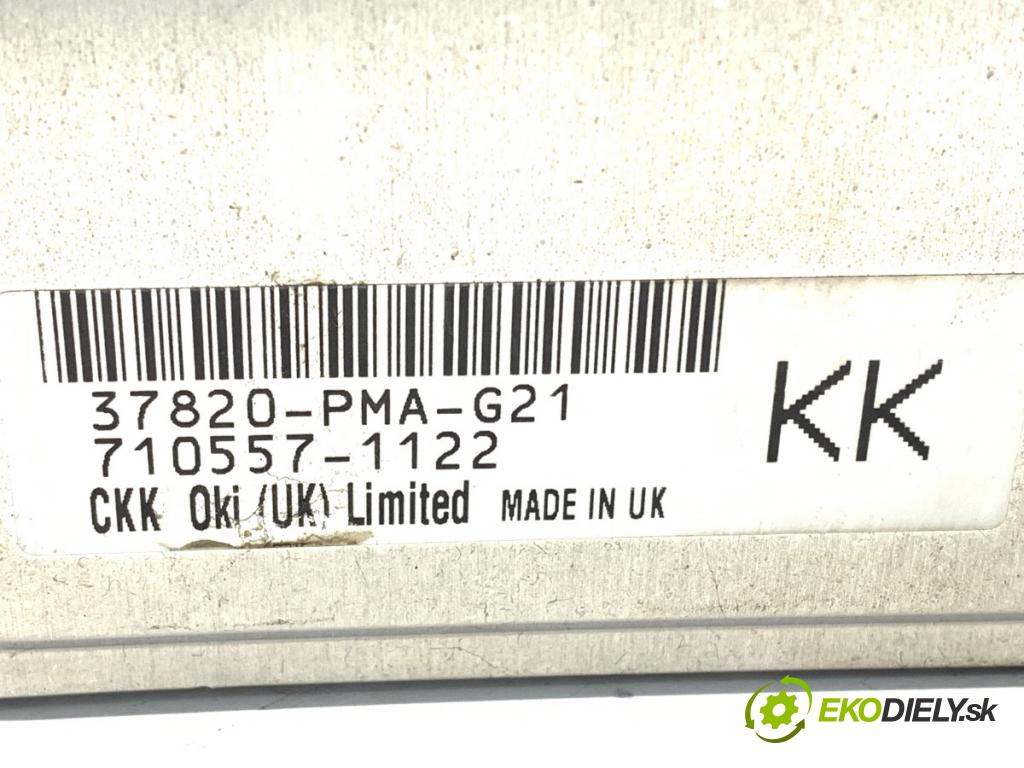 37820-PMA-G21
710557-1122
CKK Oki (UK) Limited MADE IN UK
KK
EKODIELY.sk